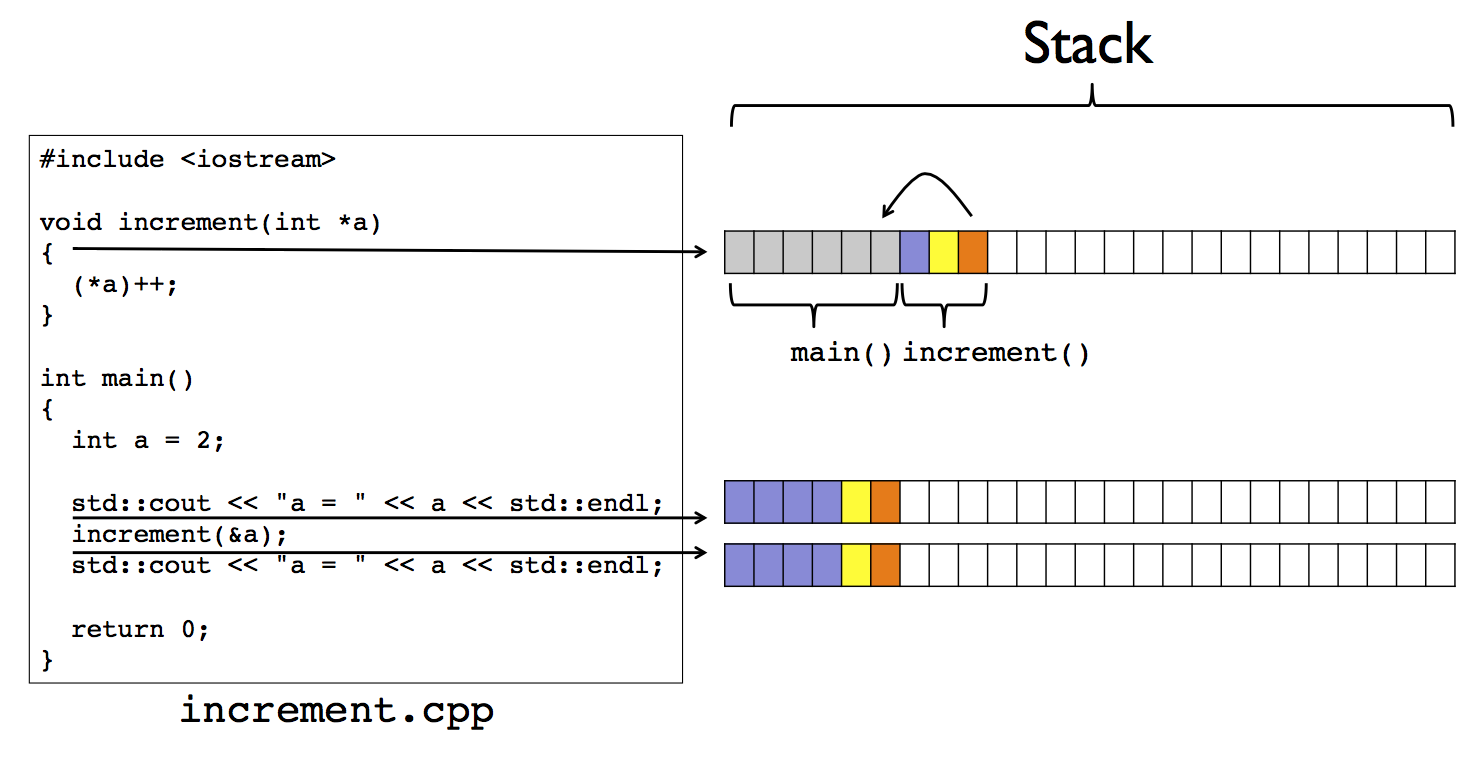 Stack
#include <iostream>
void increment(int *a)
{
(*a)++;
}
int main()
{
int a = 2;
std::cout << "a = " << a << std::endl;
increment(&a);
std::cout << "a = " << a << std::endl;
return 0;
}
increment.cpp
main() increment()